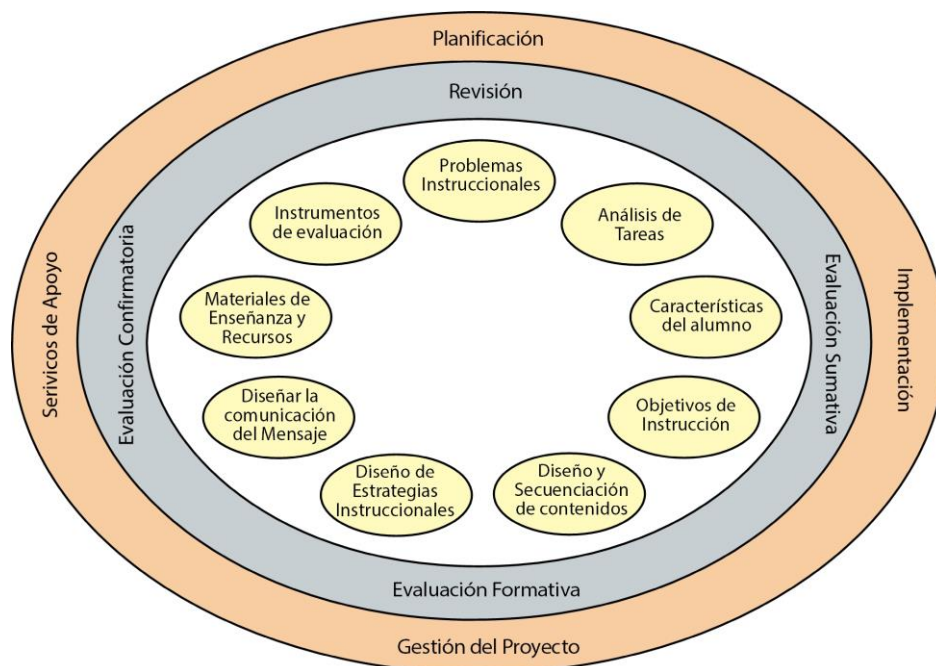 Planificación
Revisión
Problemas
Instruccionales
Instrumentos
de evaluación
Análisis de
Tareas
Materiales de
Enseñanza y
Recursos
Características
del alumno
Diseñar la
comunicación
del Mensaje
Objetivos de
Instrucción
Diseño de
Estrategias
Instruccionales
Diseño y
Secuenciación
de contenidos
Serivicos de Apoyo
Evaluación Confirmatoria
Evaluación Sumativa
Implementación
Evaluación Formativa
Gestión del Proyecto